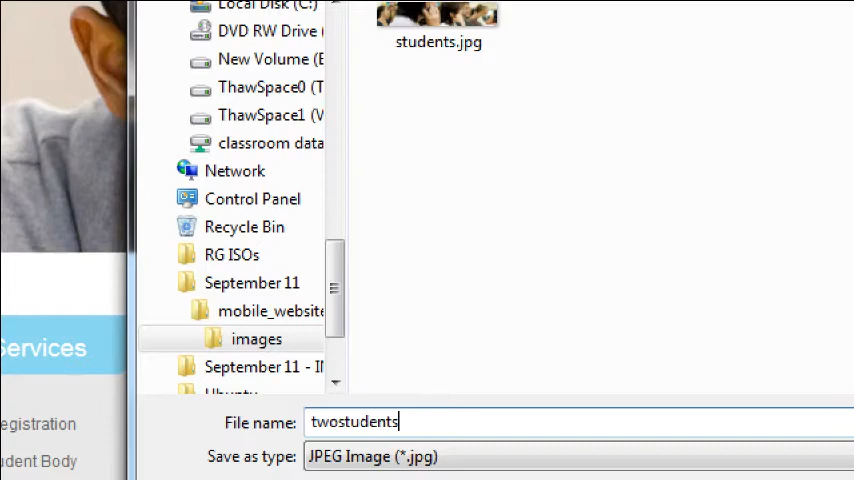 Local Disk (C:)
DVD RW Drive (
New Volume (E
ThawSpace0 (T
ThawSpace1 (V
classroom data
Network
Control Panel
Recycle Bin
RG ISOs
September 11
mobile_website
images
September 11 - IN
Ubuntu
students.jpg
Services
egistration
udent Body
File name: twostudents
Save as type: JPEG Image (*.jpg)